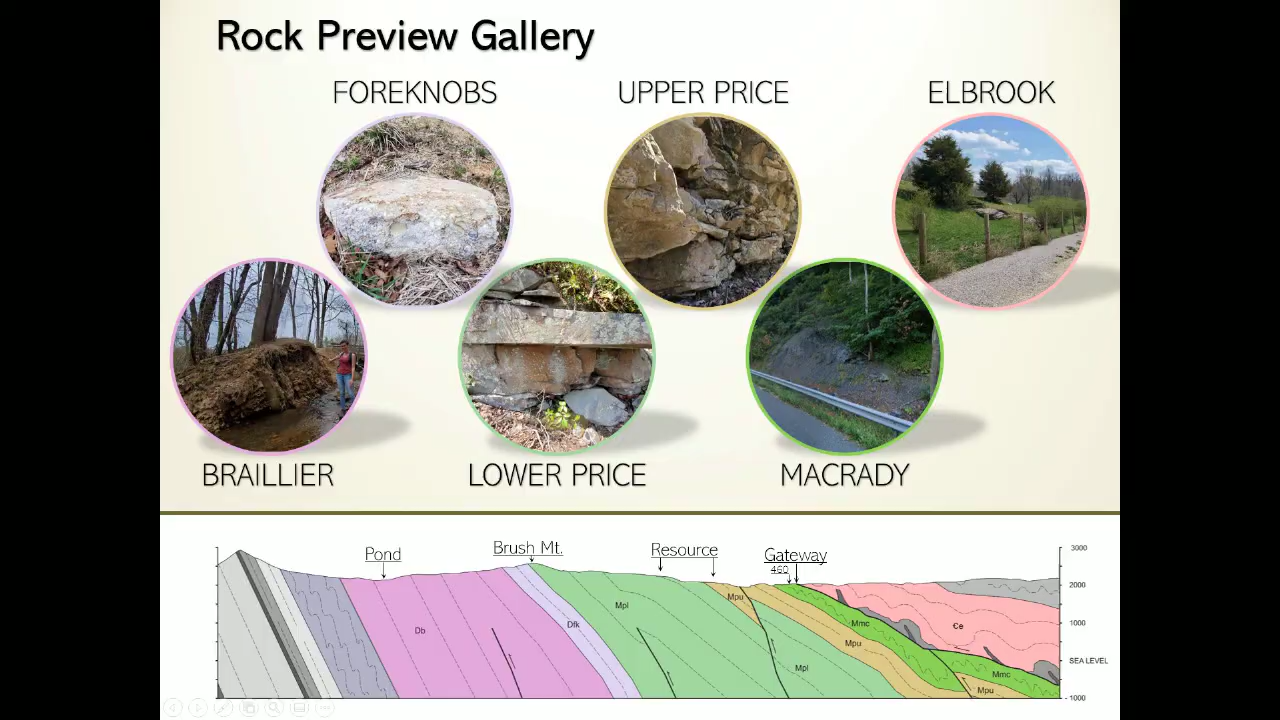 Rock Preview Gallery
FOREKNOBS
UPPER PRICE
ELBROOK
BRAILLIER
LOWER PRICE
MACRADY
Pond
Brush Mt.
Resource
Gateway
460
3000
2000
1000
SEA LEVEL
- 1000
Db
Dfk
Mpl
Mpu
Mpl
Mmc
Mpu
Єe
Mmc
Mpu